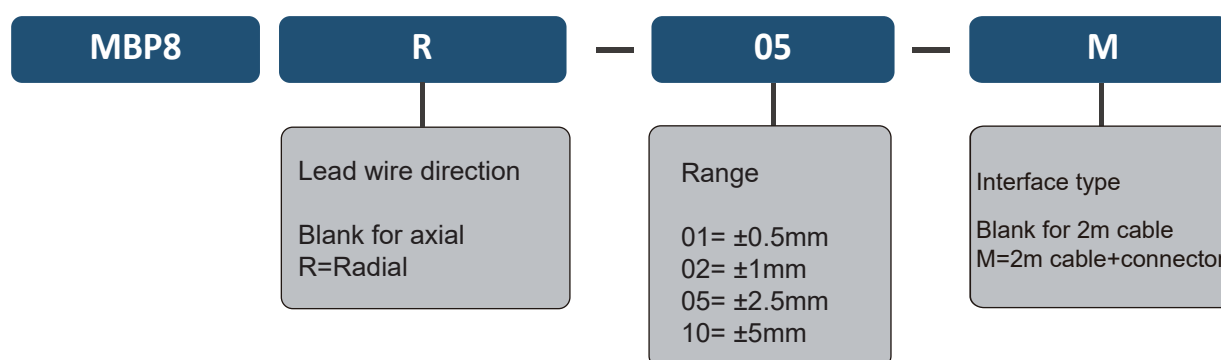 MBP8 R — 05 — M
Lead wire direction
Blank for axial
R=Radial
Range
01= ±0.5mm
02= ±1mm
05= ±2.5mm
10= ±5mm
Interface type
Blank for 2m cable
M=2m cable+connector